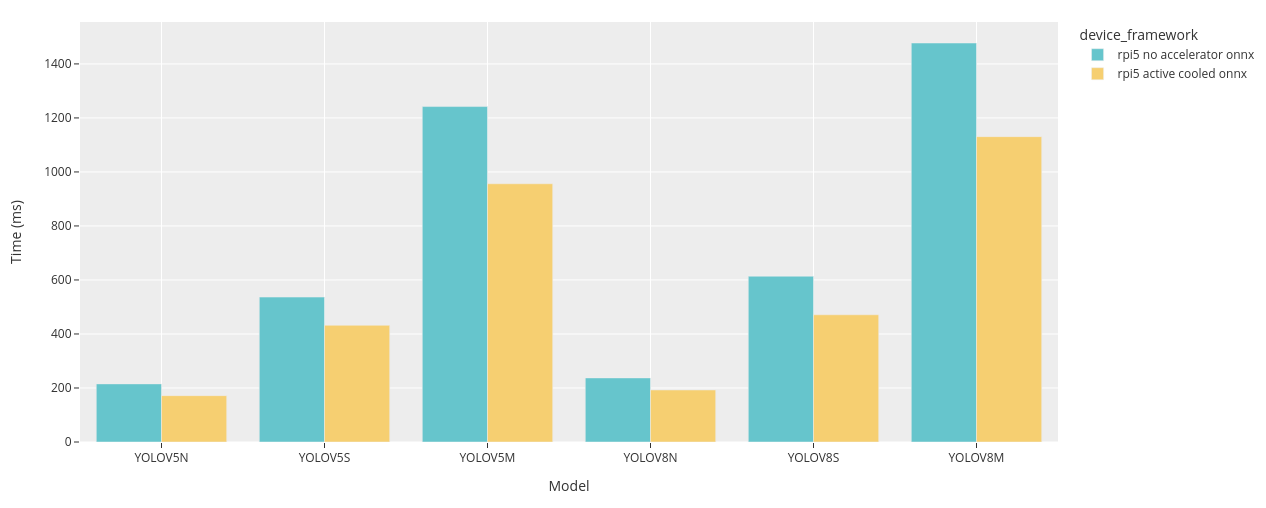 device_framework
rpi5 no accelerator onnx
rpi5 active cooled onnx
Time (ms)
1400
1200
1000
800
600
400
200
0
YOLOV5N YOLOV5S YOLOV5M YOLOV8N YOLOV8S YOLOV8M
Model